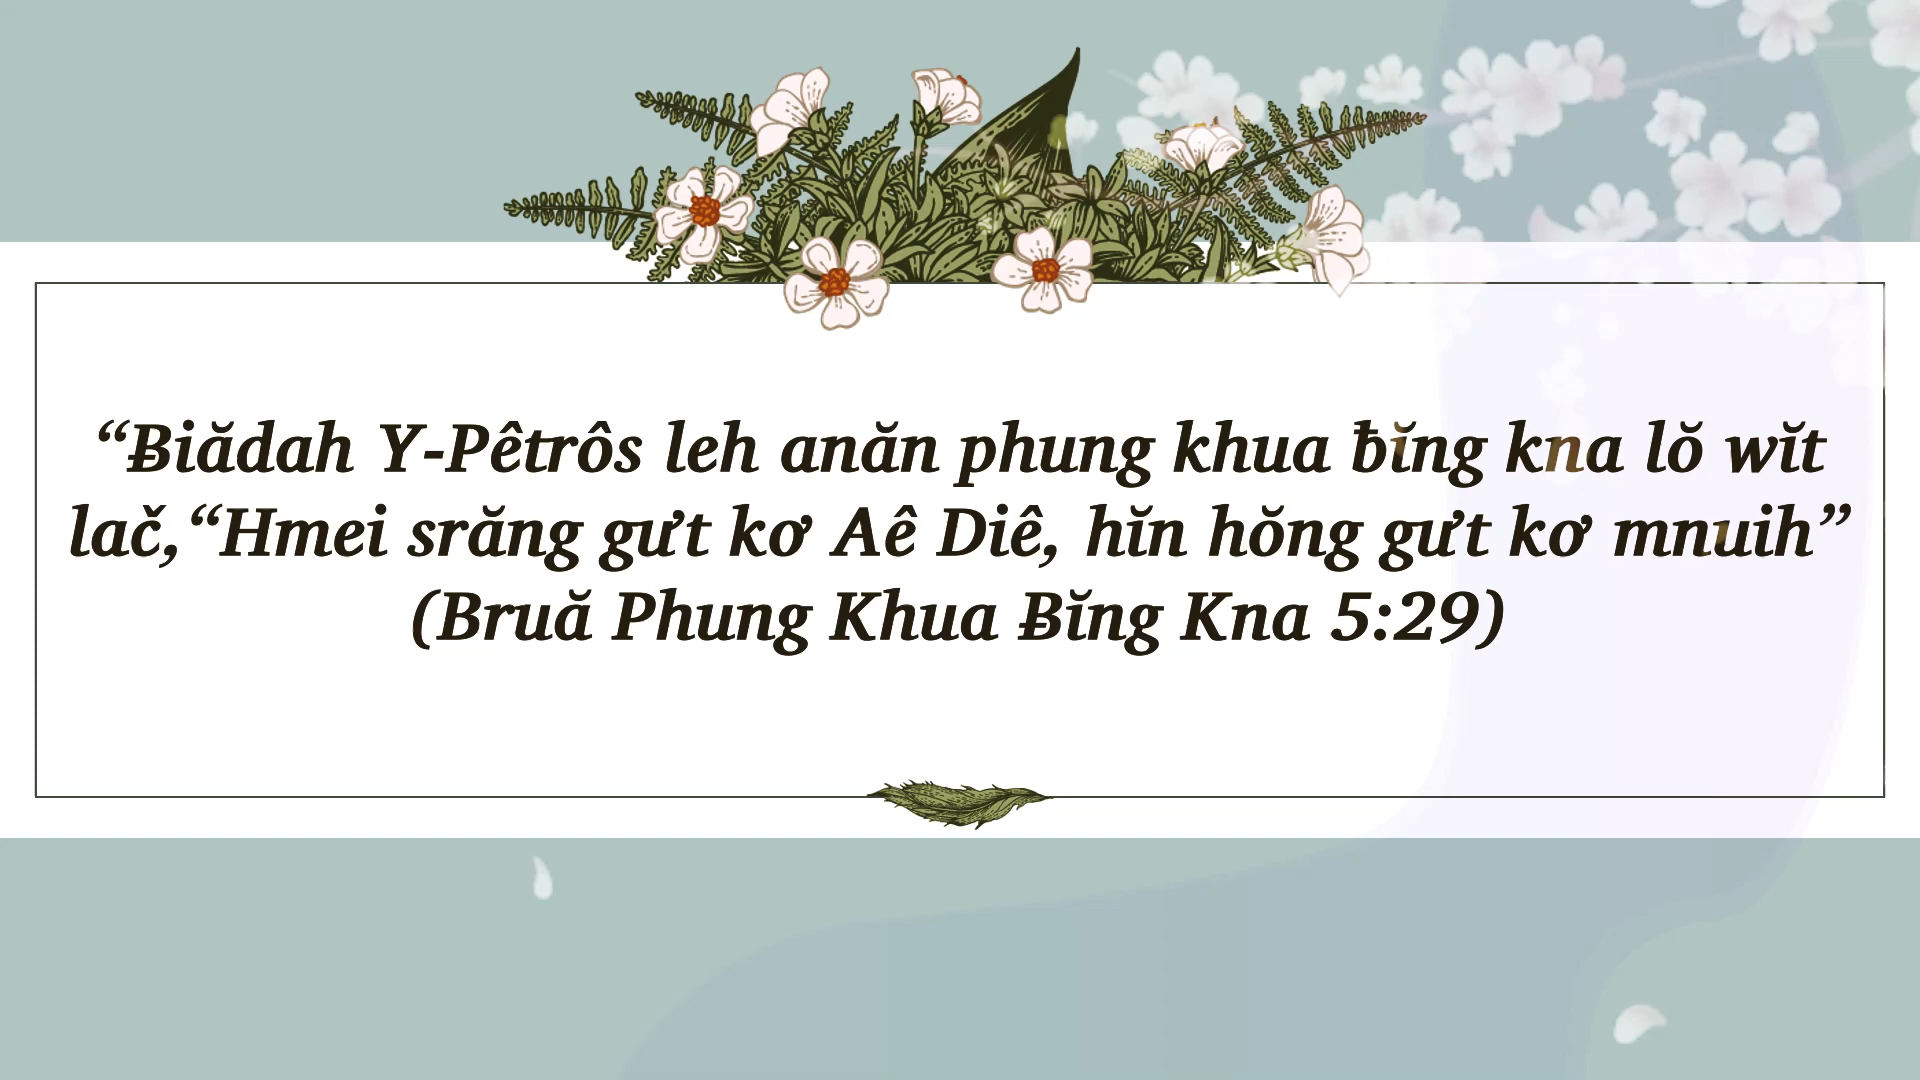 “Ƀiădah Y-Pêtrôs leh anăn phung khua ƀĭng kna lŏ wĭt
lač,“Hmei srăng gưt kơ Aê Diê, hĭn hŏng gưt kơ mnuih”
(Bruă Phung Khua Ƀĭng Kna 5:29)